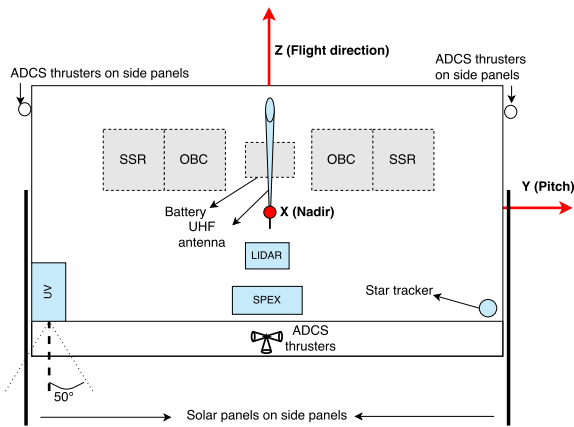 Z (Flight direction)
ADCS thrusters on side panels
ADCS thrusters
on side panels
SSR
OBC
OBC
SSR
Y (Pitch)
Battery
UHF
antenna
X (Nadir)
LIDAR
UV
SPEX
Star tracker
ADCS
thrusters
50°
Solar panels on side panels